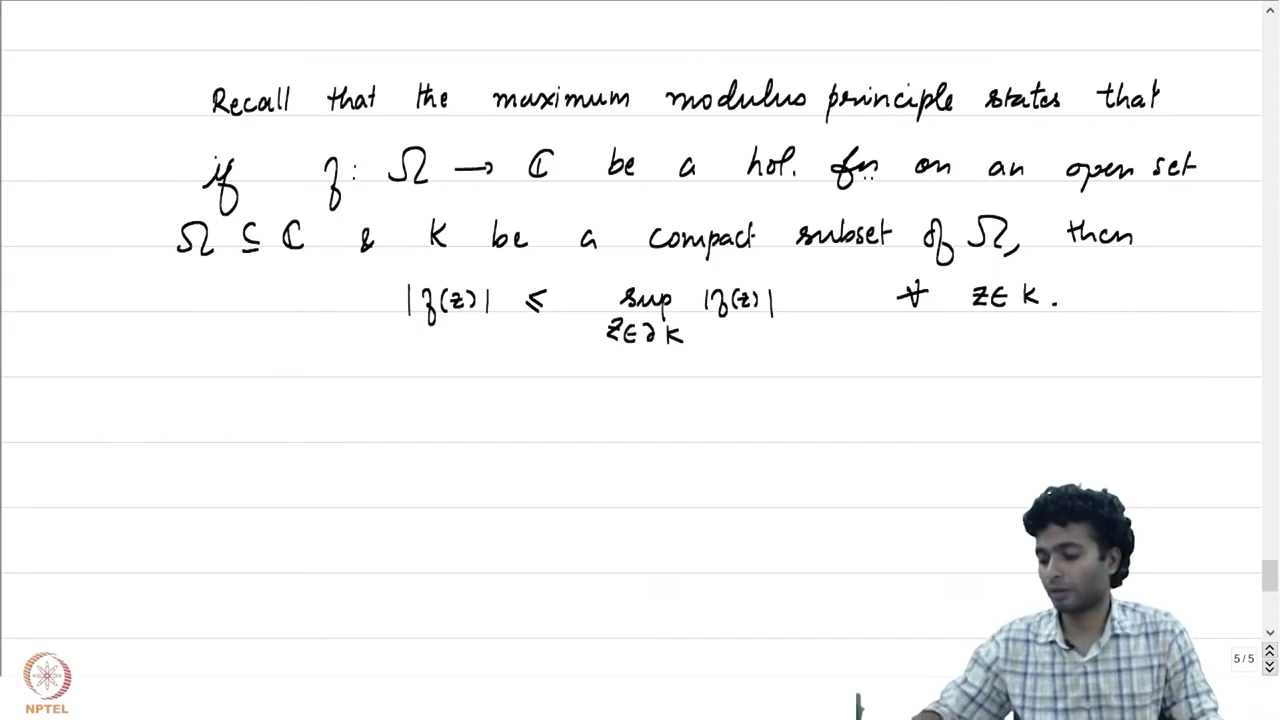 Recall that the maximum modulus principle states that
if f: Ω → ℂ be a hol. fn on an open set
Ω ⊆ ℂ & K be a compact subset of Ω, then
|f(z)| ≤ sup |f(z)| ∀ z ∈ K.
z∈∂K
5 / 5
NPTEL